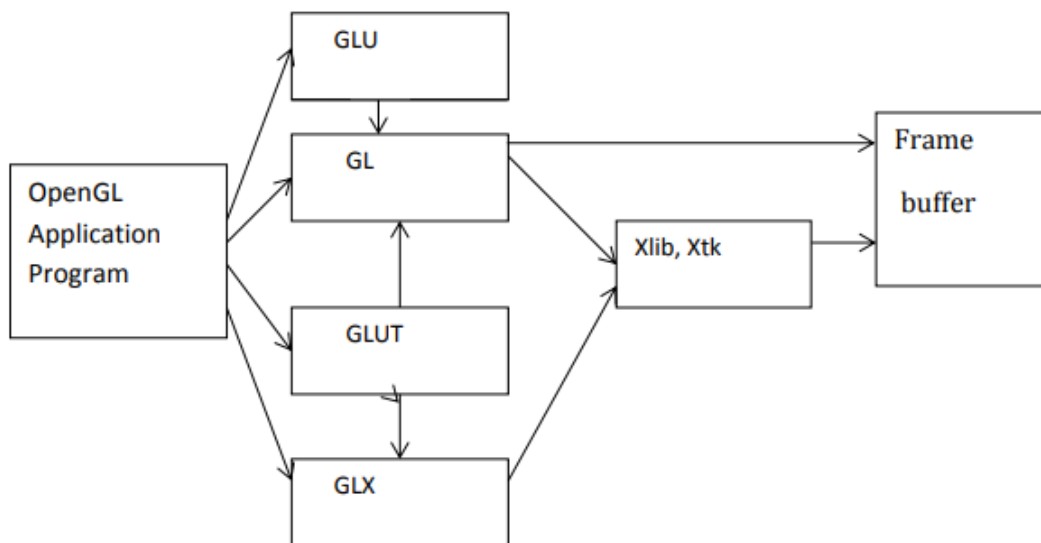 GLU
GL
OpenGL
Application
Program
GLUT
GLX
Xlib, Xtk
Frame
buffer